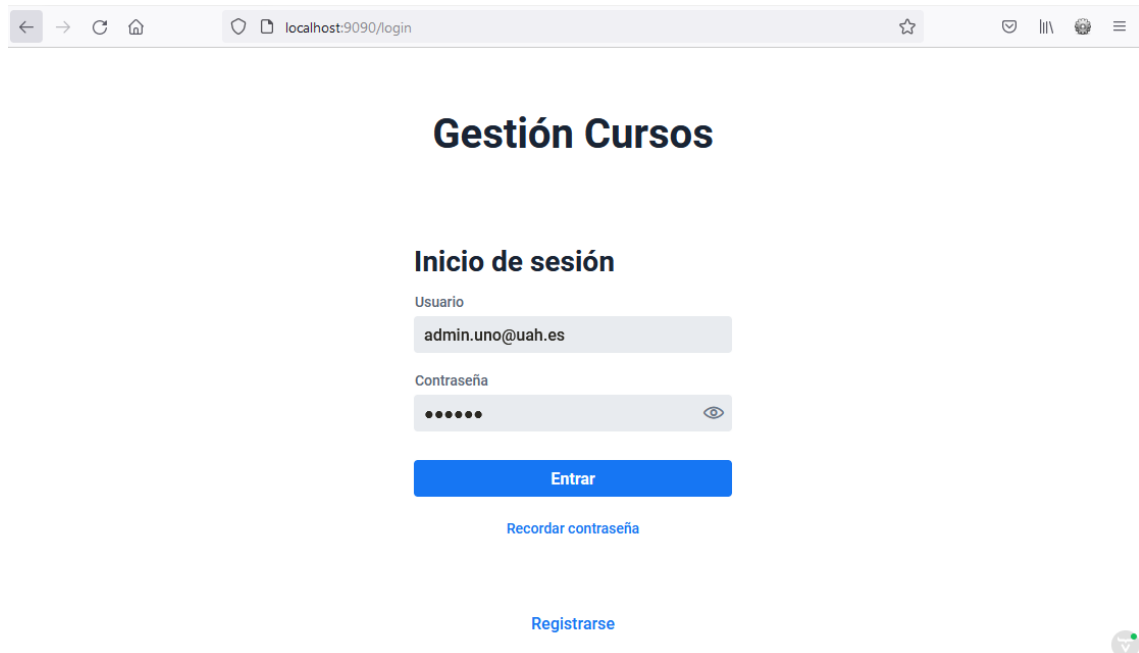 localhost:9090/login
Gestión Cursos
Inicio de sesión
Usuario
admin.uno@uah.es
Contraseña
••••••
Entrar
Recordar contraseña
Registrarse